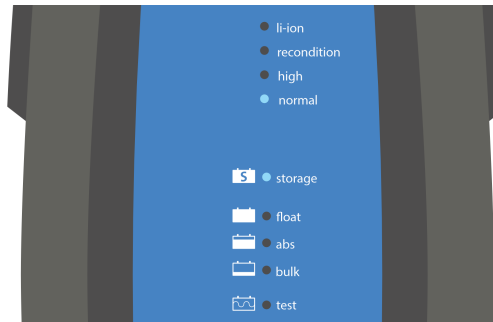 li-ion
recondition
high
normal
S storage
float
abs
bulk
test